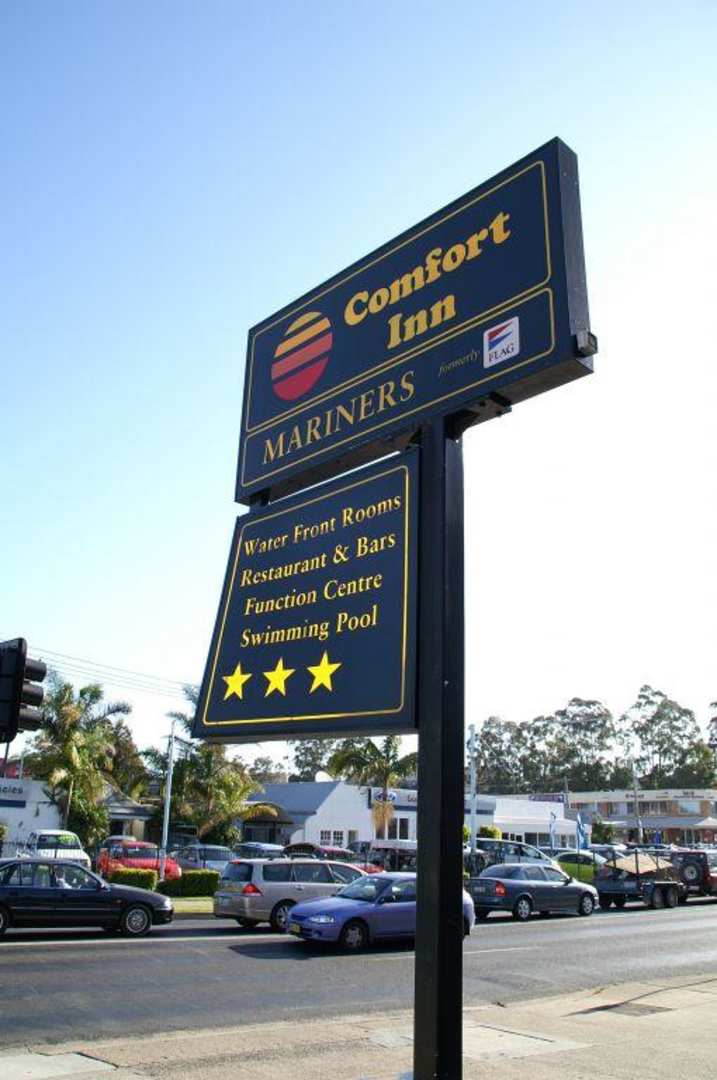 Comfort
Inn
MARINERS formerly FLAG
Water Front Rooms
Restaurant & Bars
Function Centre
Swimming Pool